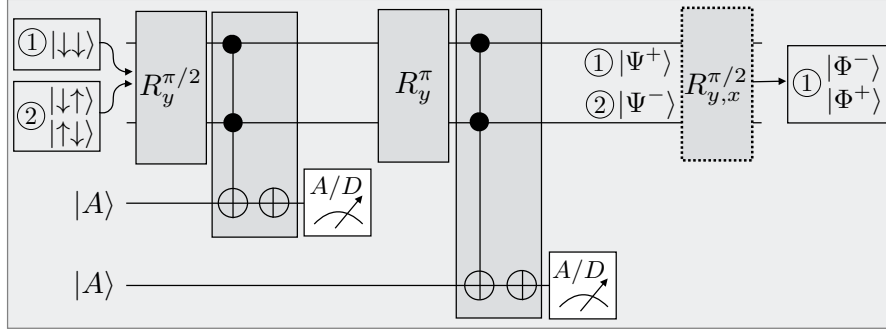 ① |↓↓⟩
② |↓↑⟩
|↑↓⟩
R_y^{π/2}
R_y^π
① |Ψ⁺⟩
② |Ψ⁻⟩
R_{y,x}^{π/2}
① |Φ⁻⟩
|Φ⁺⟩
|A⟩
A/D
|A⟩
A/D